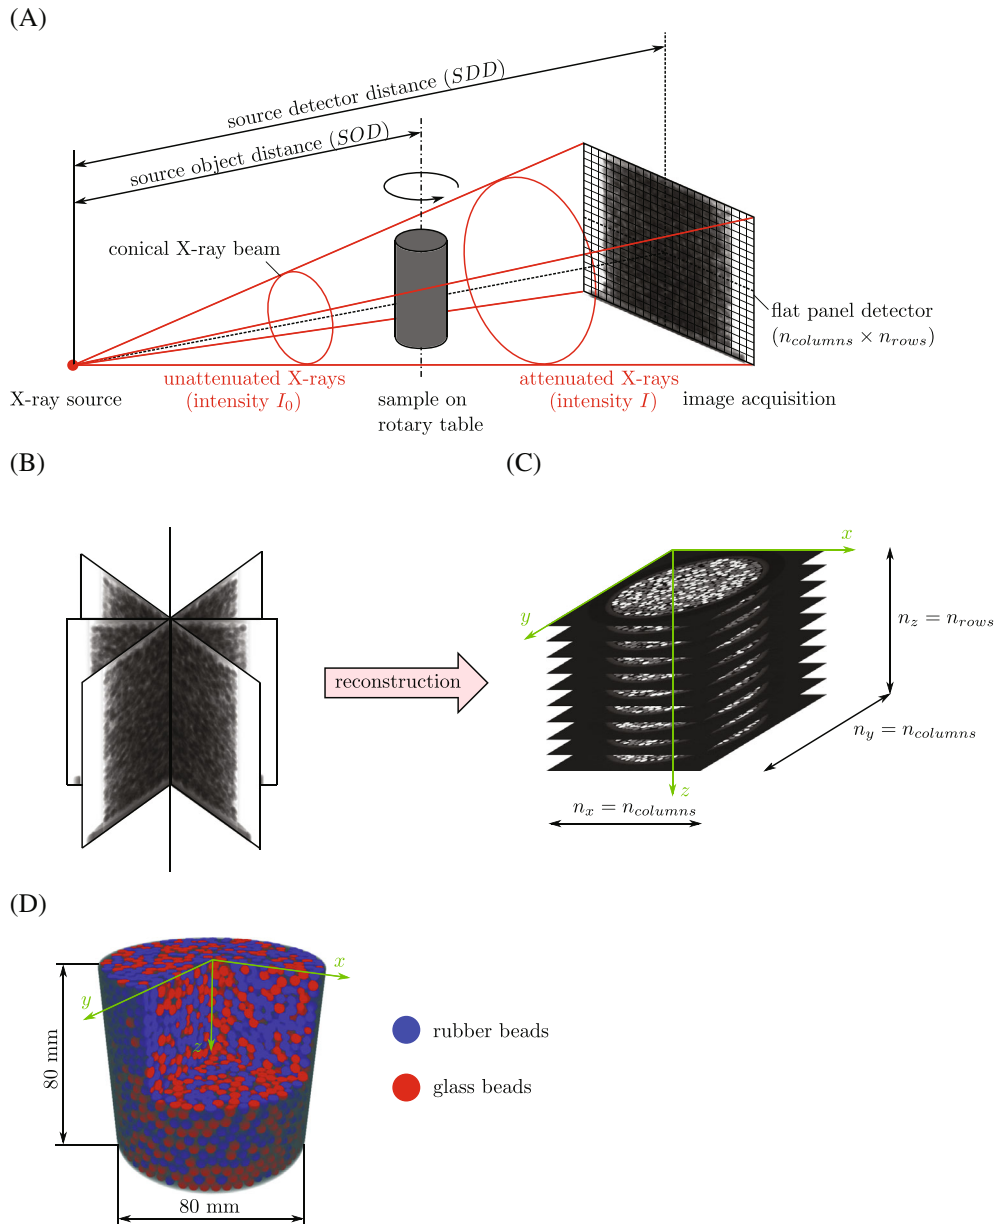 (A)
source detector distance (SDD)
source object distance (SOD)
conical X-ray beam
flat panel detector
(n_columns × n_rows)
unattenuated X-rays
(intensity I_0)
attenuated X-rays
(intensity I)
X-ray source
sample on
rotary table
image acquisition
(B)
(C)
reconstruction
x
y
z
n_z = n_rows
n_y = n_columns
n_x = n_columns
(D)
x
y
z
80 mm
80 mm
rubber beads
glass beads